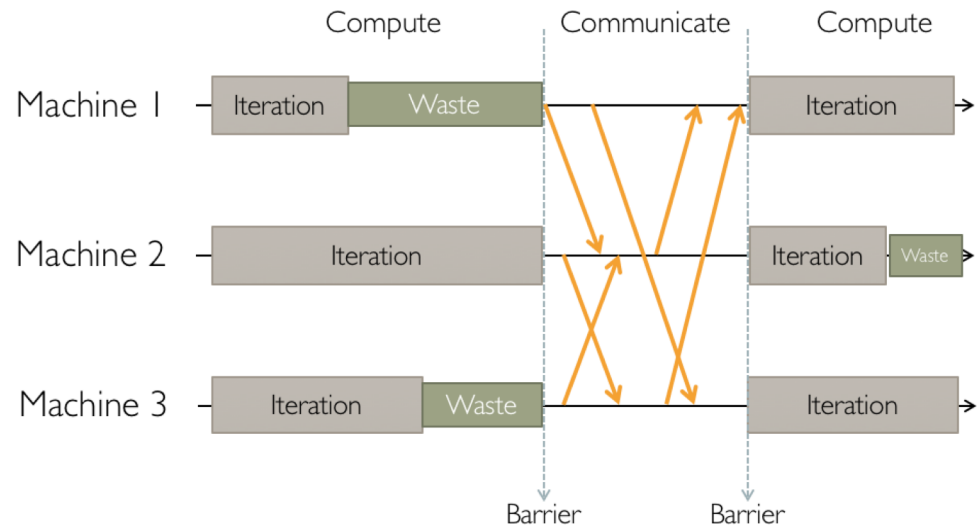 Compute
Communicate
Compute
Machine 1
Iteration
Waste
Iteration
Machine 2
Iteration
Iteration
Waste
Machine 3
Iteration
Waste
Iteration
Barrier
Barrier